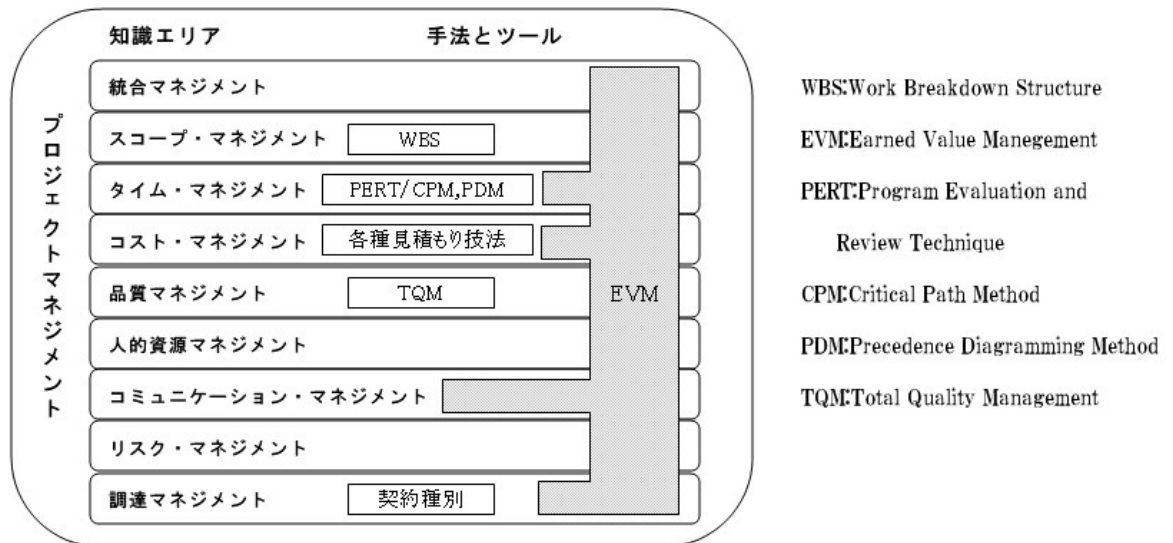 知識エリア 手法とツール
プロジェクトマネジメント
統合マネジメント
スコープ・マネジメント WBS
タイム・マネジメント PERT/CPM,PDM
コスト・マネジメント 各種見積もり技法
品質マネジメント TQM
EVM
人的資源マネジメント
コミュニケーション・マネジメント
リスク・マネジメント
調達マネジメント 契約種別
WBS:Work Breakdown Structure
EVM:Earned Value Manegement
PERT:Program Evaluation and
Review Technique
CPM:Critical Path Method
PDM:Precedence Diagramming Method
TQM:Total Quality Management